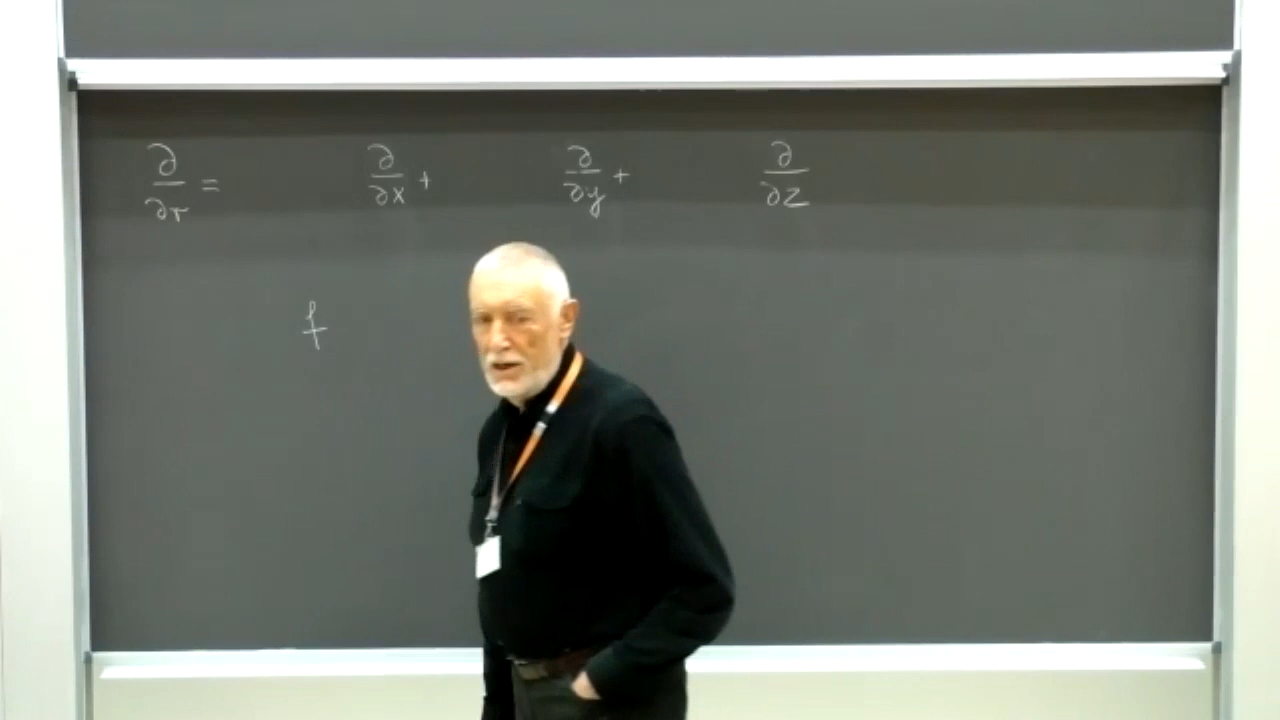 ∂/∂r = ∂/∂x + ∂/∂y + ∂/∂z
f